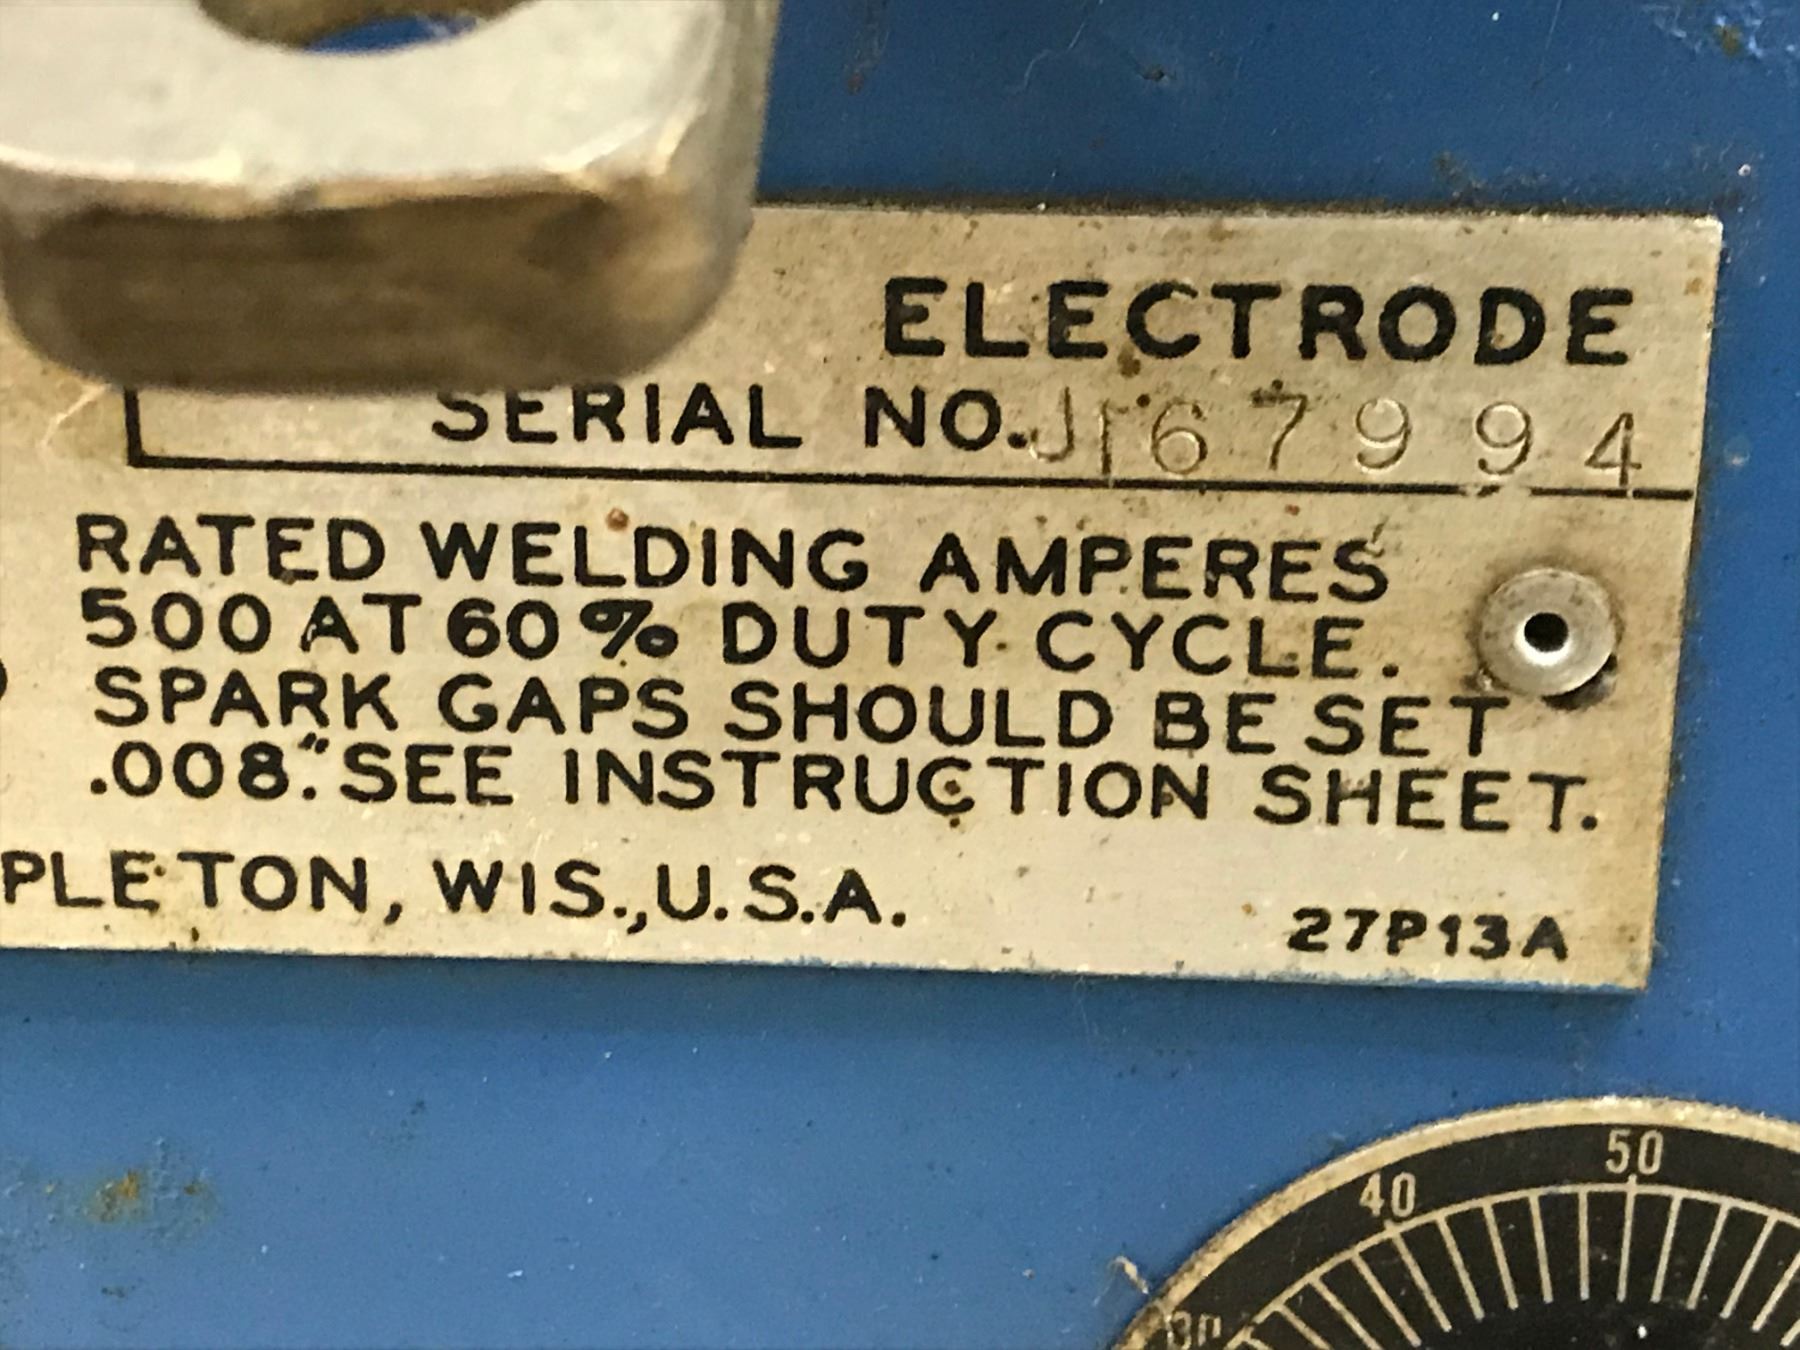 ELECTRODE
SERIAL NO. J167994
RATED WELDING AMPERES
500 AT 60% DUTY CYCLE.
SPARK GAPS SHOULD BE SET
.008". SEE INSTRUCTION SHEET.
PLETON, WIS., U.S.A.
27P13A
50
40
30